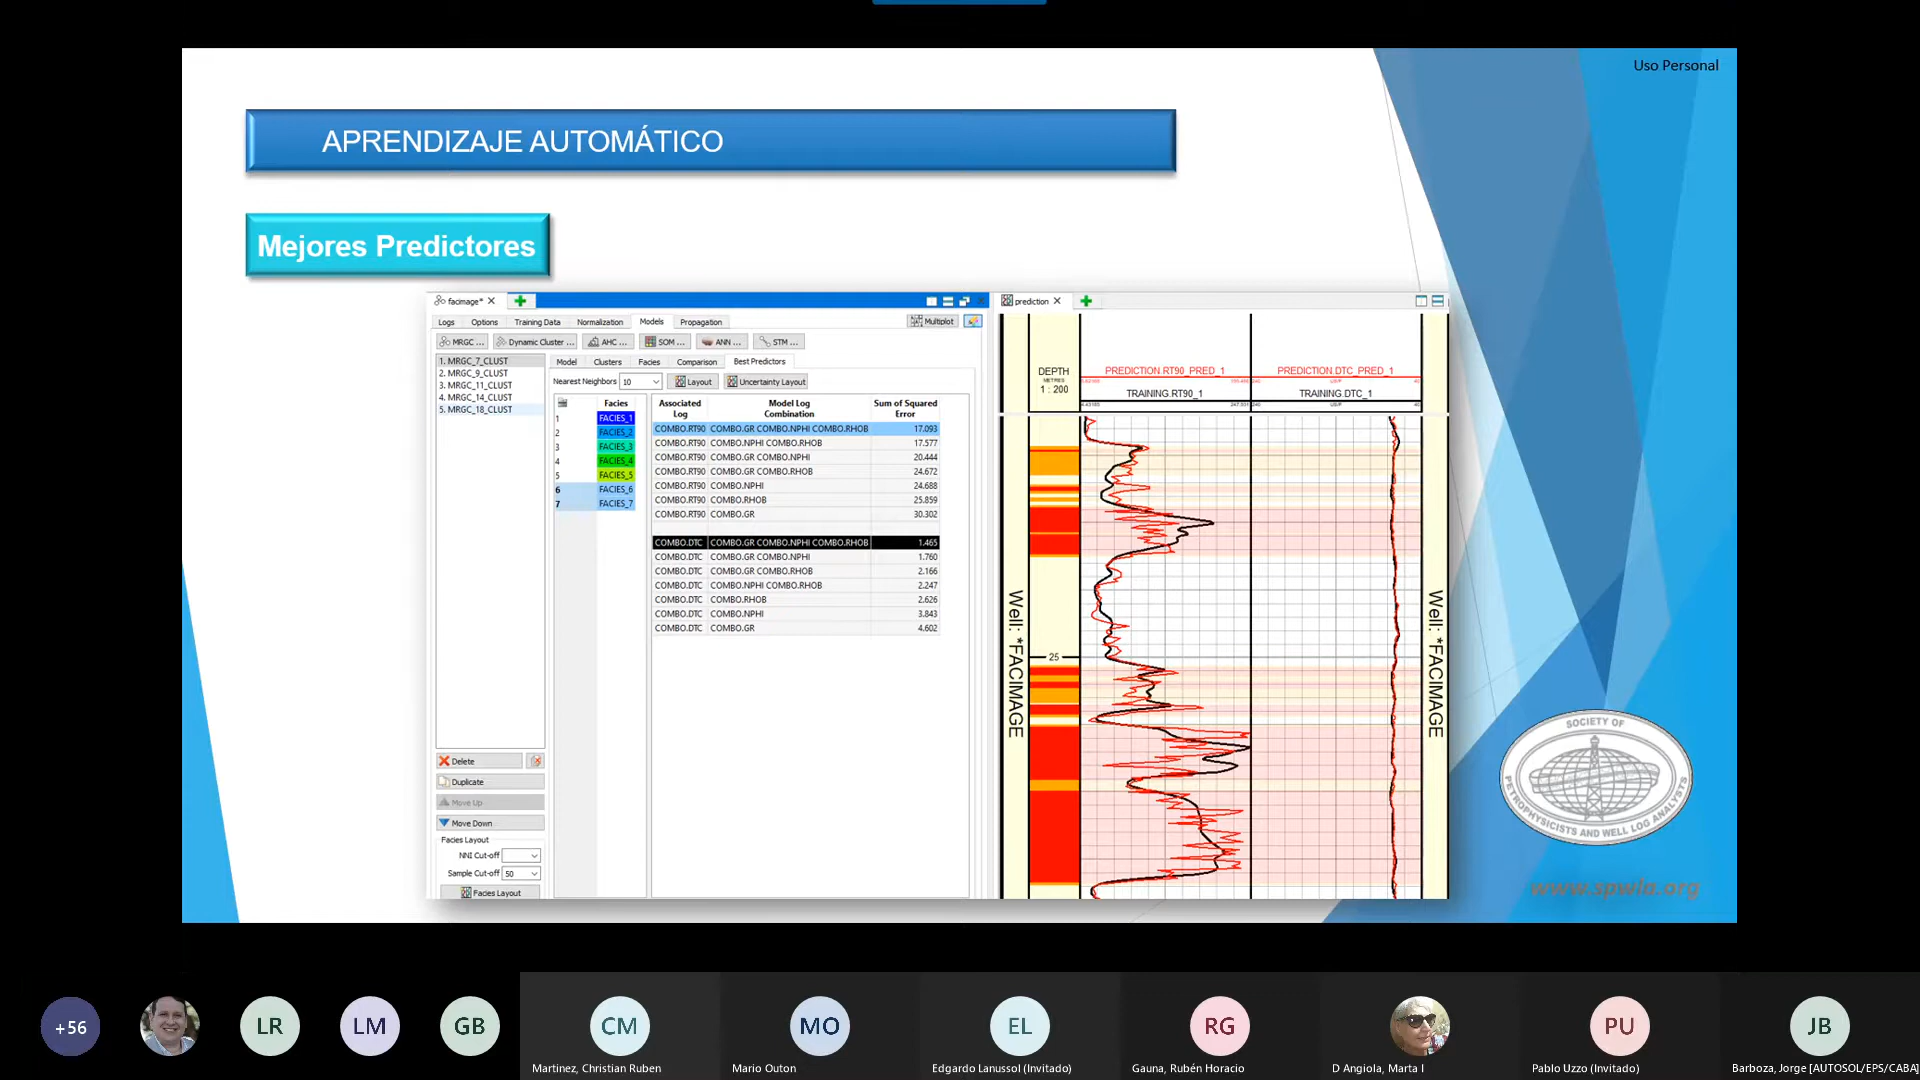 Uso Personal
APRENDIZAJE AUTOMÁTICO
Mejores Predictores
facimage*
Logs Options Training Data Normalization Models Propagation Multiplot
MRGC ... Dynamic Cluster ... AHC ... SOM ... ANN ... STM ...
1. MRGC_7_CLUST
2. MRGC_9_CLUST
3. MRGC_11_CLUST
4. MRGC_14_CLUST
5. MRGC_18_CLUST
Delete
Duplicate
Move Up
Move Down
Facies Layout
NNI Cut-off
Sample Cut-off 50
Facies Layout
Model Clusters Facies Comparison Best Predictors
Nearest Neighbors 10 Layout Uncertainty Layout
Facies
1 FACIES_1
2 FACIES_2
3 FACIES_3
4 FACIES_4
5 FACIES_5
6 FACIES_6
7 FACIES_7
Associated Log Model Log Combination Sum of Squared Error
COMBO.RT90 COMBO.GR COMBO.NPHI COMBO.RHOB 17.093
COMBO.RT90 COMBO.NPHI COMBO.RHOB 17.577
COMBO.RT90 COMBO.GR COMBO.NPHI 20.444
COMBO.RT90 COMBO.GR COMBO.RHOB 24.672
COMBO.RT90 COMBO.NPHI 24.688
COMBO.RT90 COMBO.RHOB 25.859
COMBO.RT90 COMBO.GR 30.302
COMBO.DTC COMBO.GR COMBO.NPHI COMBO.RHOB 1.465
COMBO.DTC COMBO.GR COMBO.NPHI 1.760
COMBO.DTC COMBO.GR COMBO.RHOB 2.166
COMBO.DTC COMBO.NPHI COMBO.RHOB 2.247
COMBO.DTC COMBO.RHOB 2.626
COMBO.DTC COMBO.NPHI 3.843
COMBO.DTC COMBO.GR 4.602
prediction
DEPTH
METRES
1 : 200
PREDICTION.RT90_PRED_1 PREDICTION.DTC_PRED_1
TRAINING.RT90_1 TRAINING.DTC_1
25
Well: *FACIMAGE
Well: *FACIMAGE
SOCIETY OF
PETROPHYSICISTS AND WELL LOG ANALYSTS
www.spwla.org
+56
LR
LM
GB
CM
MO
EL
RG
PU
JB
Martinez, Christian Ruben
Mario Outon
Edgardo Lanussol (Invitado)
Gauna, Rubén Horacio
D Angiola, Marta I
Pablo Uzzo (Invitado)
Barboza, Jorge [AUTOSOL/EPS/CABA]